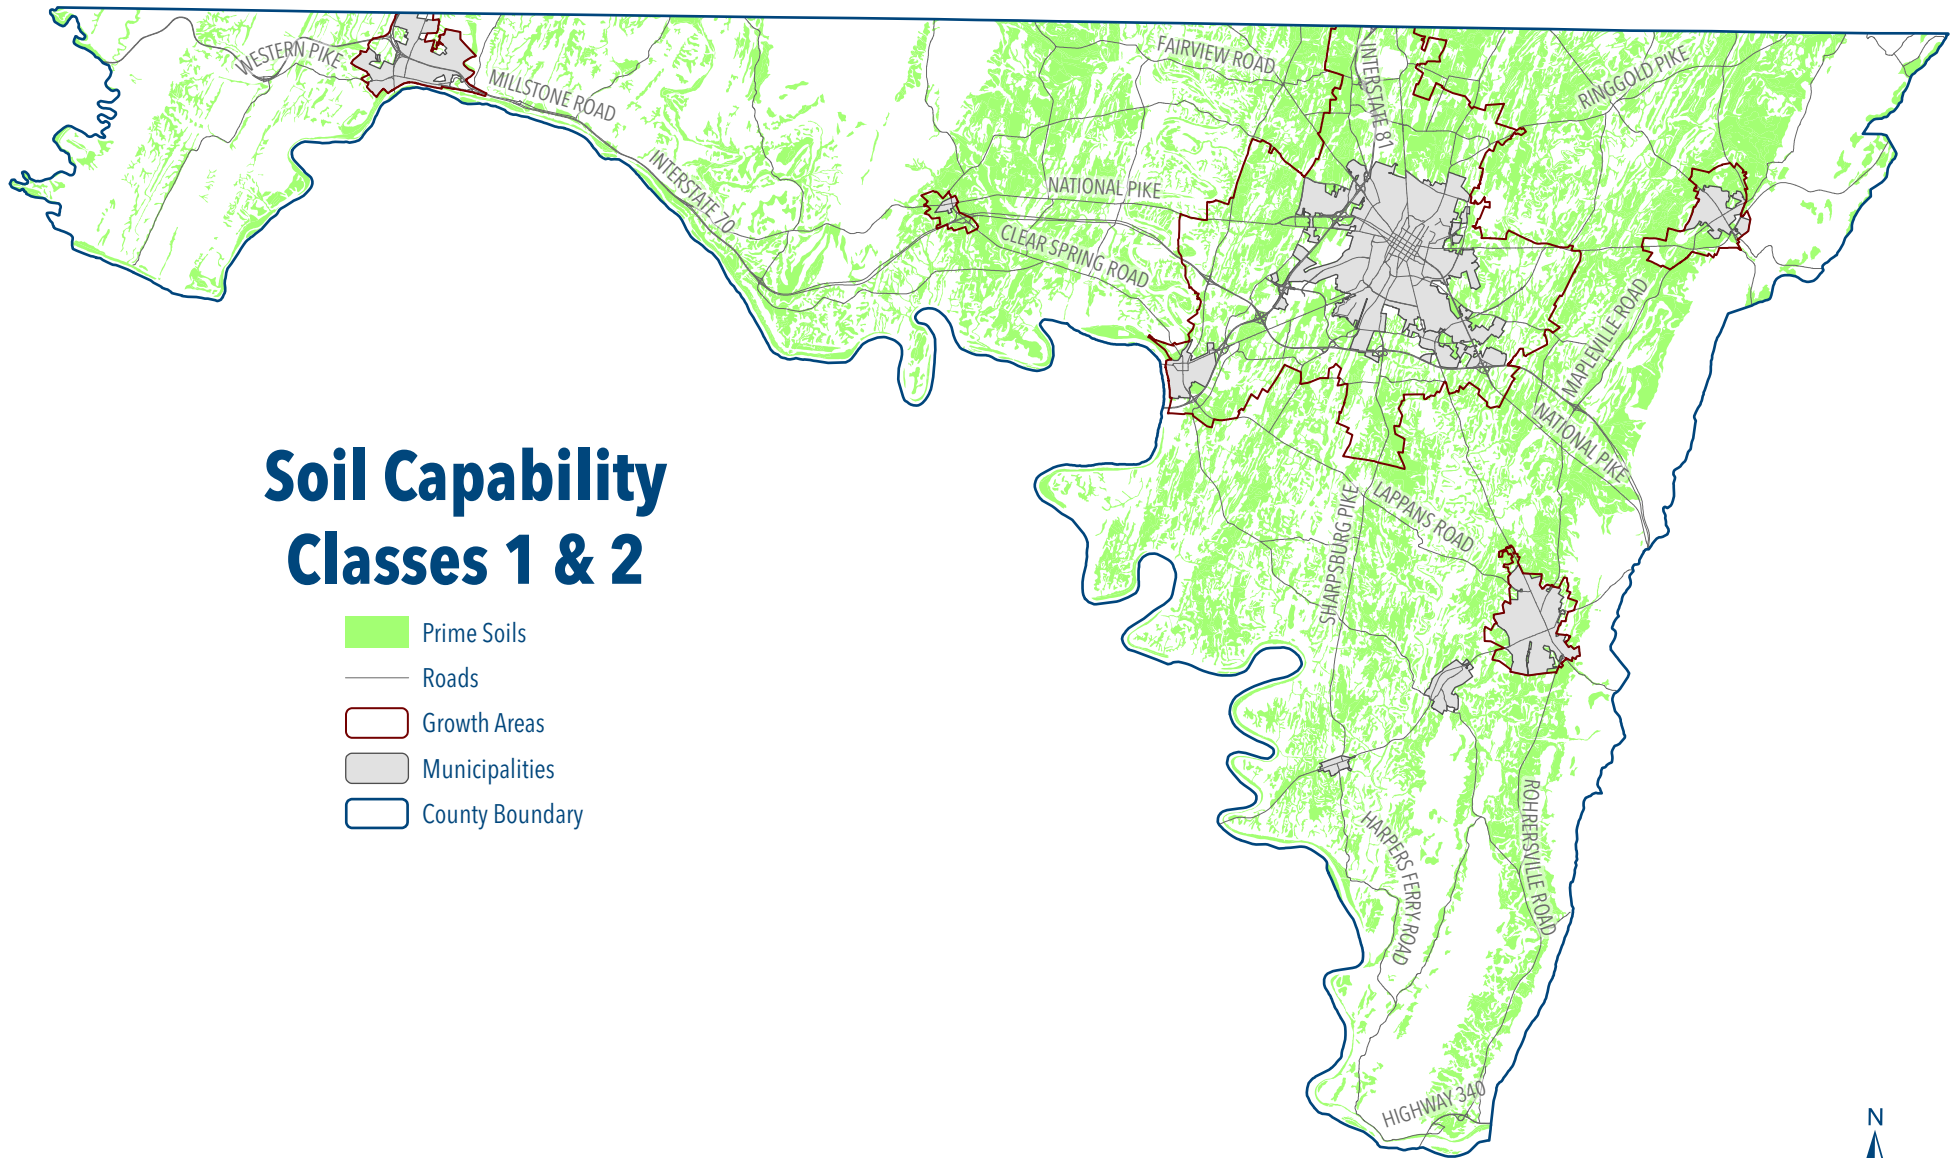 WESTERN PIKE
MILLSTONE ROAD
INTERSTATE 70
FAIRVIEW ROAD
INTERSTATE 81
RINGGOLD PIKE
NATIONAL PIKE
CLEAR SPRING ROAD
MAPLEVILLE ROAD
NATIONAL PIKE
LAPPANS ROAD
SHARPSBURG PIKE
HARPERS FERRY ROAD
ROHRERSVILLE ROAD
HIGHWAY 340
Soil Capability
Classes 1 & 2
Prime Soils
Roads
Growth Areas
Municipalities
County Boundary
N